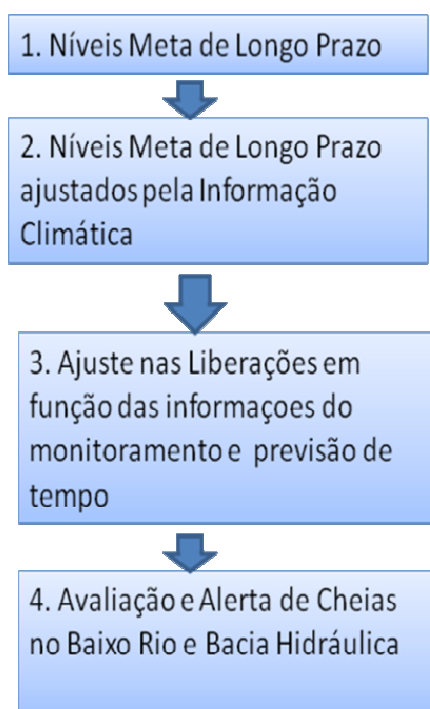 1. Níveis Meta de Longo Prazo
2. Níveis Meta de Longo Prazo
ajustados pela Informação
Climática
3. Ajuste nas Liberações em
função das informaçoes do
monitoramento e previsão de
tempo
4. Avaliação e Alerta de Cheias
no Baixo Rio e Bacia Hidráulica